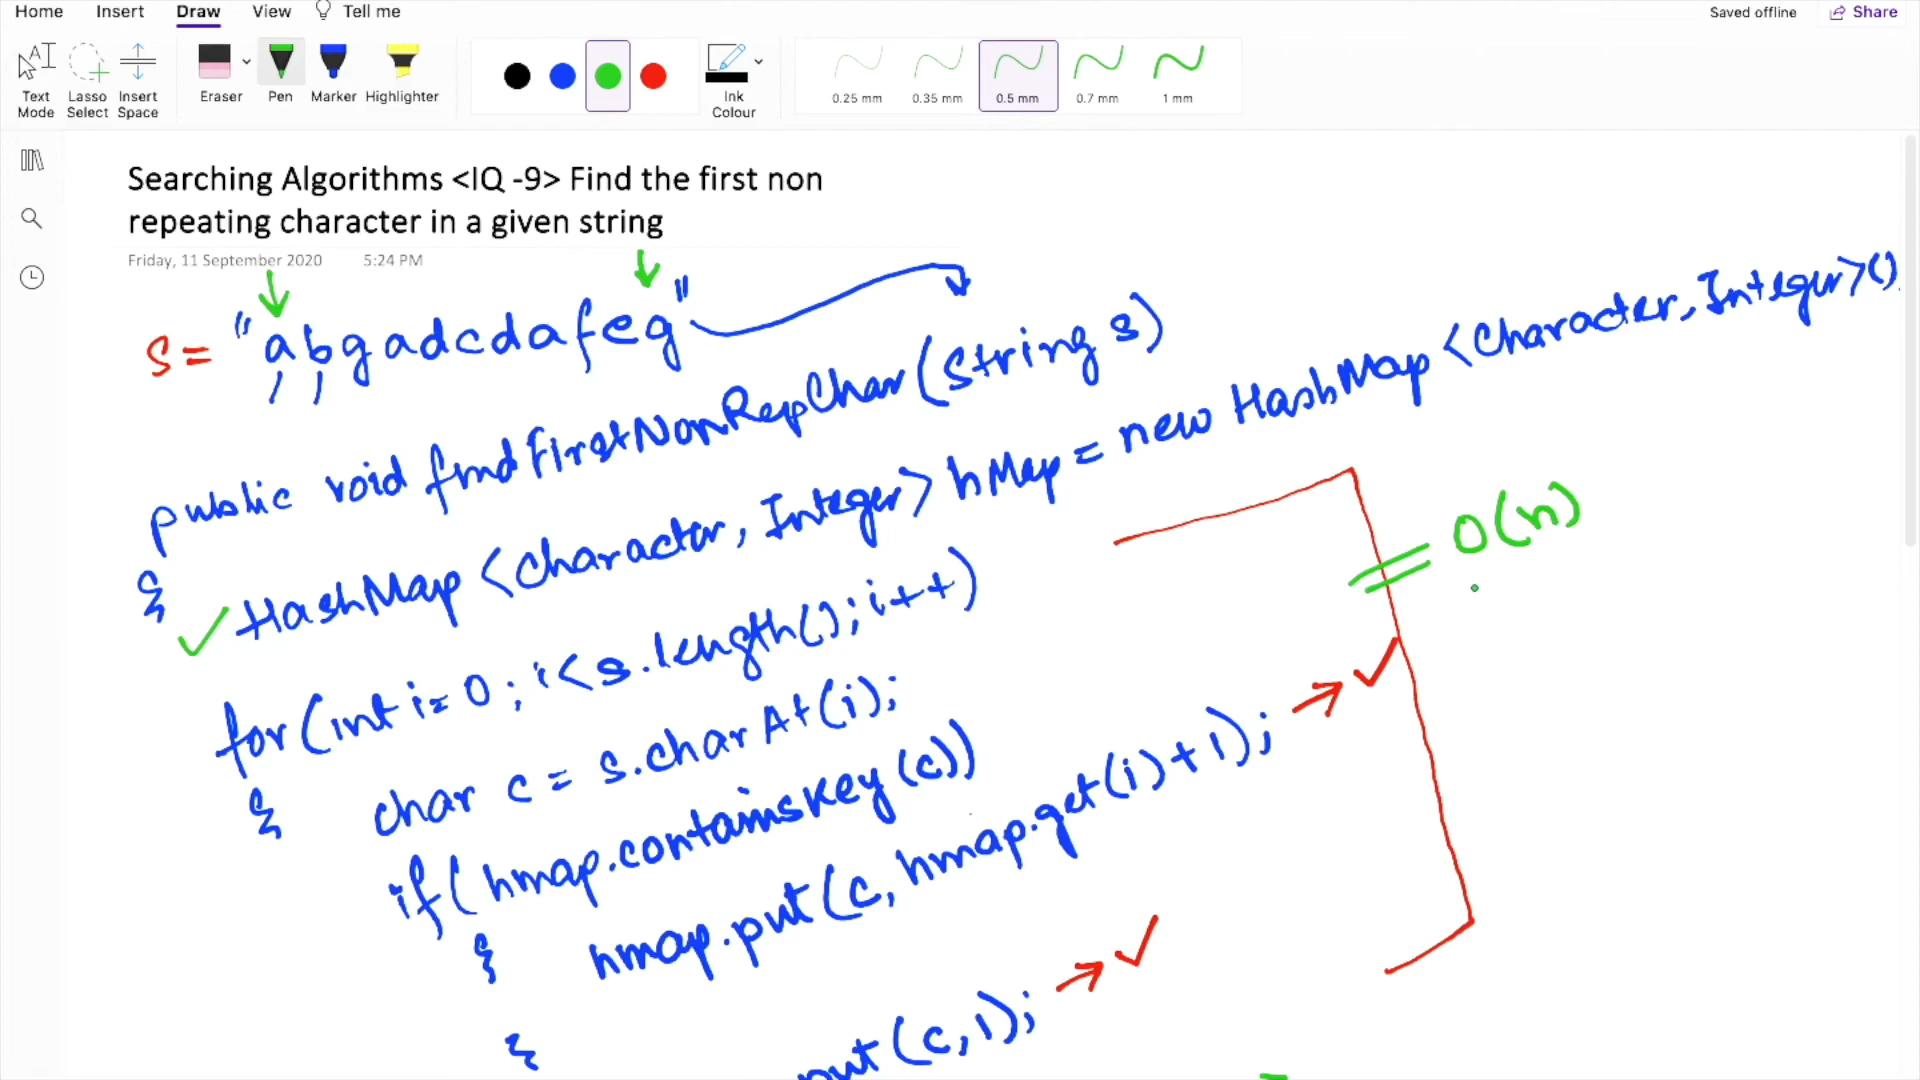 Home Insert Draw View Tell me Saved offline Share
Text Mode Lasso Select Insert Space Eraser Pen Marker Highlighter Ink Colour 0.25 mm 0.35 mm 0.5 mm 0.7 mm 1 mm
Searching Algorithms <IQ -9> Find the first non
repeating character in a given string
Friday, 11 September 2020 5:24 PM
S = "abgadcdafeg"
public void findFirstNonRepChar(String s)
{
HashMap <Character, Integer> hMap = new HashMap <Character, Integer>()
O(n)
for(int i=0; i<s.length(); i++)
{ char c = s.charAt(i);
if(hmap.containsKey(c))
{ hmap.put(c, hmap.get(i)+1);
{ put(c,1);